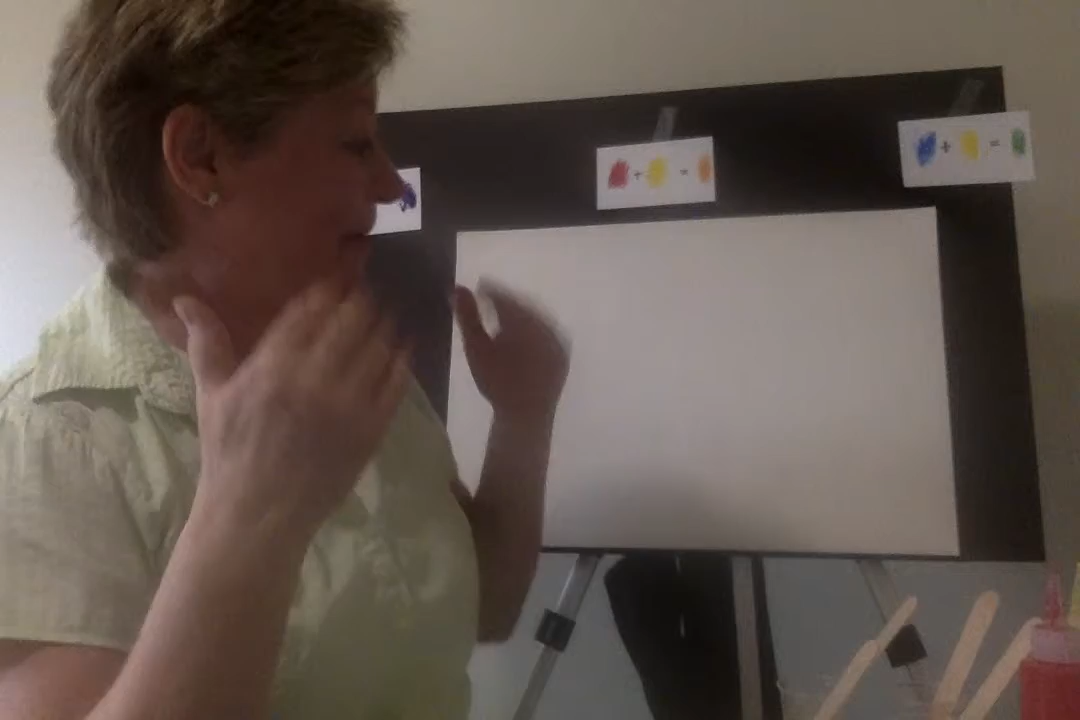 + =
+ =